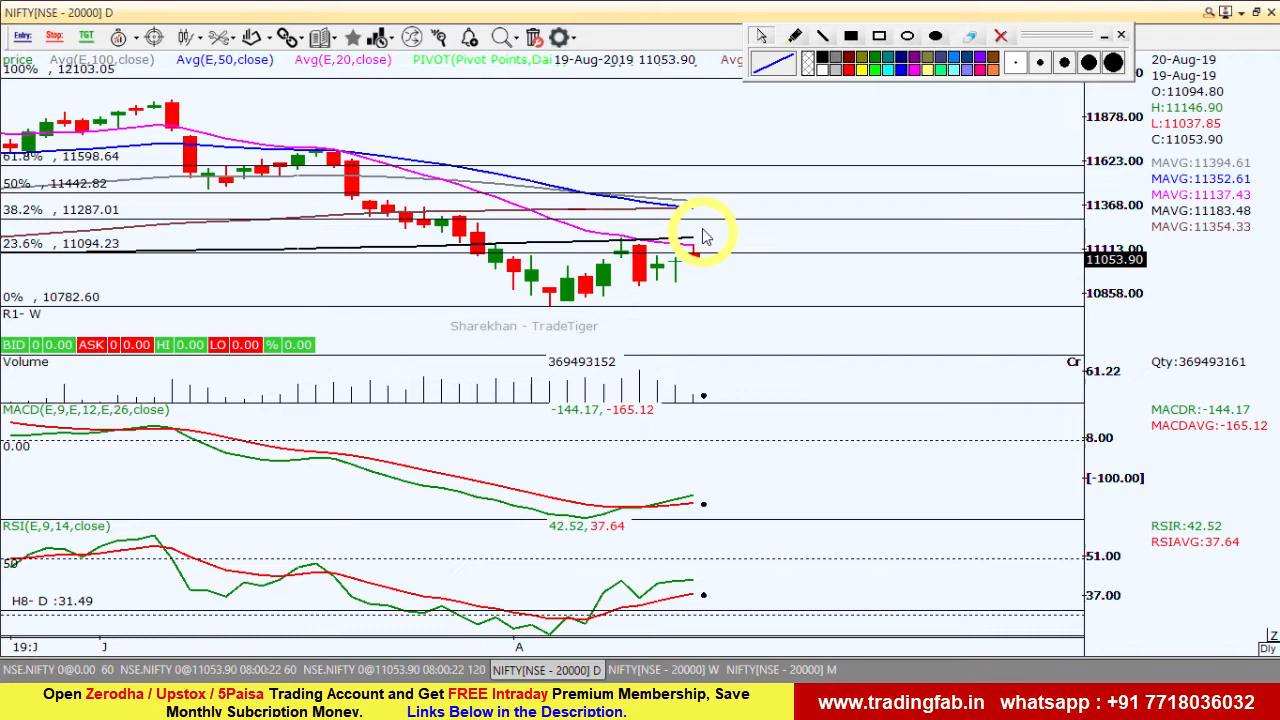 NIFTY[NSE - 20000] D
Entry: Stop: TGT
price Avg(E,100,close) Avg(E,50,close) Avg(E,20,close) PIVOT(Pivot Points,Dai 19-Aug-2019 11053.90
100% , 12103.05
61.8% , 11598.64
50% , 11442.82
38.2% , 11287.01
23.6% , 11094.23
0% , 10782.60
R1- W
Sharekhan - TradeTiger
BID 0 0.00 ASK 0 0.00 HI 0.00 LO 0.00 % 0.00
11878.00
11623.00
11368.00
11113.00
11053.90
10858.00
20-Aug-19
19-Aug-19
O:11094.80
H:11146.90
L:11037.85
C:11053.90
MAVG:11394.61
MAVG:11352.61
MAVG:11137.43
MAVG:11183.48
MAVG:11354.33
Volume 369493152 Cr
61.22
Qty:369493161
MACD(E,9,E,12,E,26,close) -144.17, -165.12
0.00
8.00
[-100.00]
MACDR:-144.17
MACDAVG:-165.12
RSI(E,9,14,close) 42.52, 37.64
50
H8- D :31.49
51.00
37.00
RSIR:42.52
RSIAVG:37.64
19:J J A
Z
Dly
NSE.NIFTY 0@0.00 60 NSE.NIFTY 0@11053.90 08:00:22 60 NSE.NIFTY 0@11053.90 08:00:22 120 NIFTY[NSE - 20000] D NIFTY[NSE - 20000] W NIFTY[NSE - 20000] M
Open Zerodha / Upstox / 5Paisa Trading Account and Get FREE Intraday Premium Membership, Save
Monthly Subcription Money. Links Below in the Description.
www.tradingfab.in whatsapp : +91 7718036032